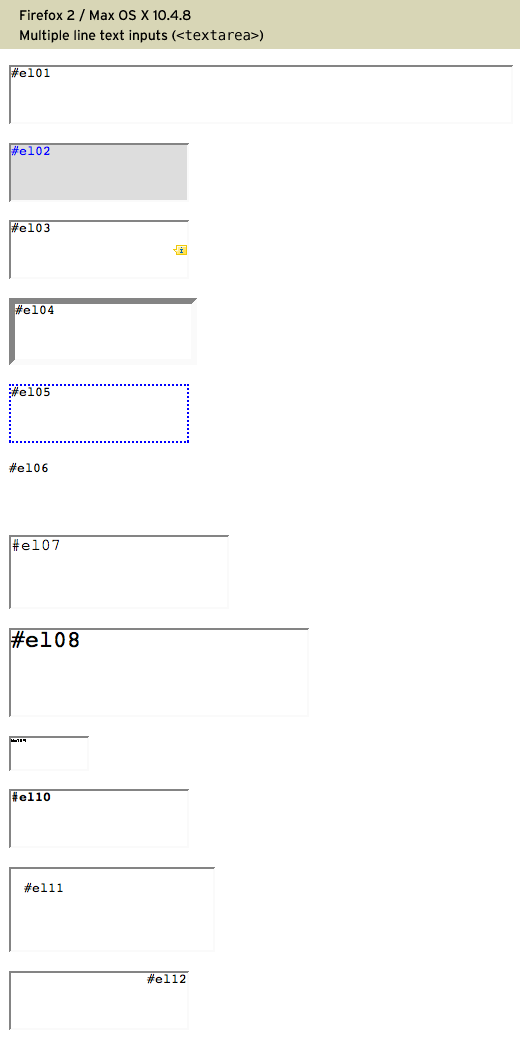 Firefox 2 / Max OS X 10.4.8
Multiple line text inputs (<textarea>)
#el01
#el02
#el03
#el04
#el05
#el06
#el07
#el08
#el10
#el11
#el12